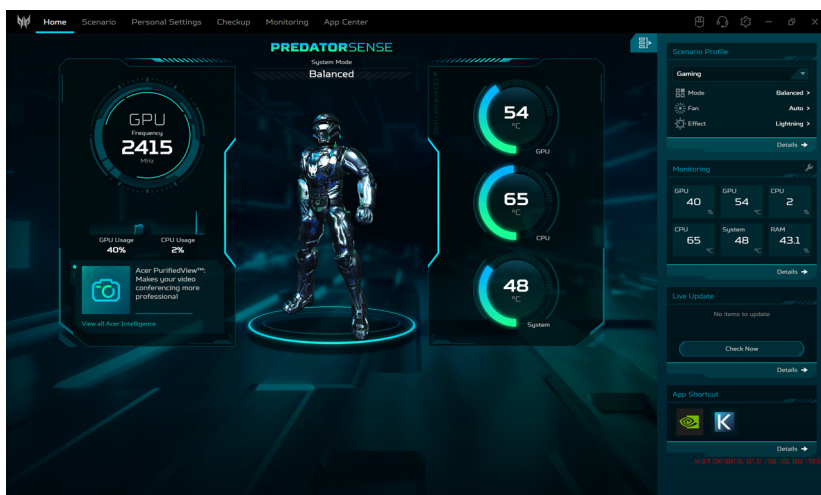 Home Scenario Personal Settings Checkup Monitoring App Center
PREDATORSENSE
System Mode
Balanced
GPU
Frequency
2415
MHz
GPU Usage CPU Usage
40% 2%
Acer PurifiedView™:
Makes your video
conferencing more
professional
View all Acer Intelligence
54
°C
GPU
65
°C
CPU
48
°C
System
Scenario Profile
Gaming
Mode Balanced >
Fan Auto >
Effect Lightning >
Details →
Monitoring
GPU GPU CPU
40 54 2
% °C %
CPU System RAM
65 48 43.1
°C °C %
Details →
Live Update
No items to update
Check Now
Details →
App Shortcut
K
Details →